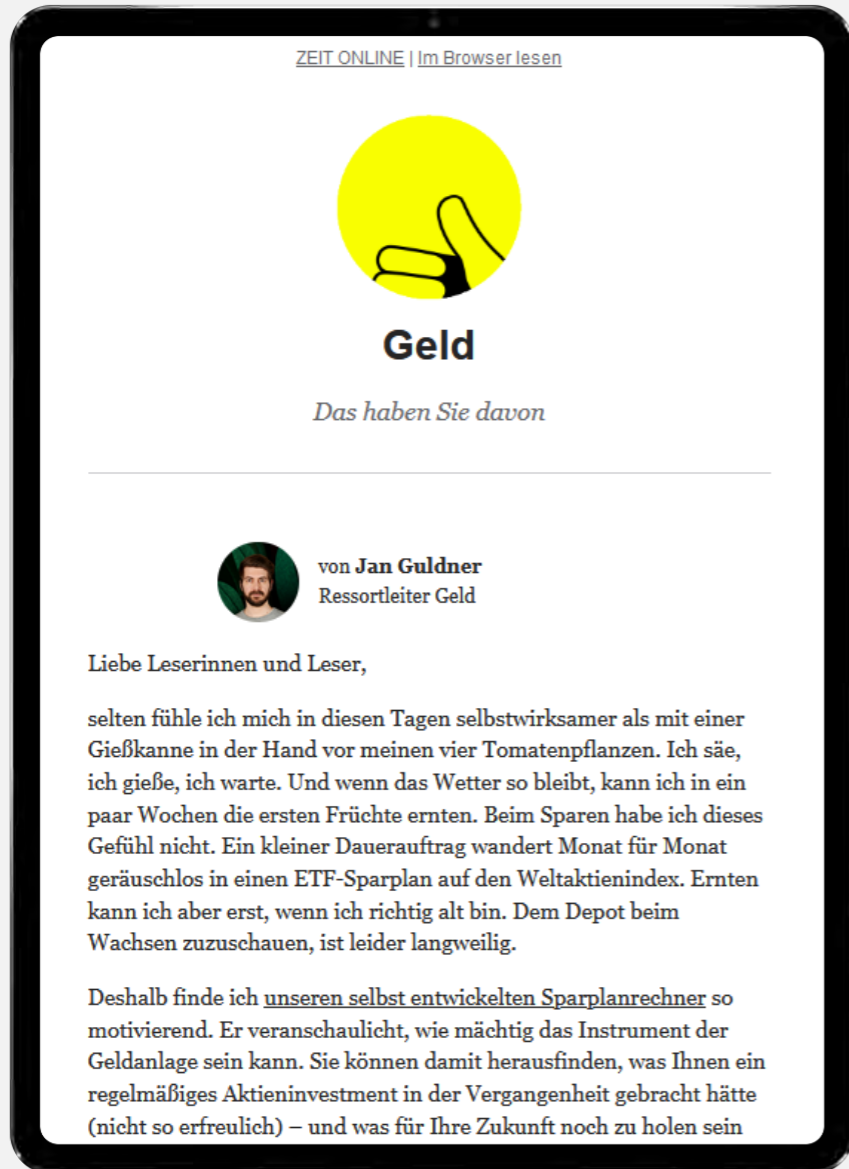 ZEIT ONLINE | Im Browser lesen
Geld
Das haben Sie davon
von Jan Guldner
Ressortleiter Geld
Liebe Leserinnen und Leser,
selten fühle ich mich in diesen Tagen selbstwirksamer als mit einer
Gießkanne in der Hand vor meinen vier Tomatenpflanzen. Ich säe,
ich gieße, ich warte. Und wenn das Wetter so bleibt, kann ich in ein
paar Wochen die ersten Früchte ernten. Beim Sparen habe ich dieses
Gefühl nicht. Ein kleiner Dauerauftrag wandert Monat für Monat
geräuschlos in einen ETF-Sparplan auf den Weltaktienindex. Ernten
kann ich aber erst, wenn ich richtig alt bin. Dem Depot beim
Wachsen zuzuschauen, ist leider langweilig.
Deshalb finde ich unseren selbst entwickelten Sparplanrechner so
motivierend. Er veranschaulicht, wie mächtig das Instrument der
Geldanlage sein kann. Sie können damit herausfinden, was Ihnen ein
regelmäßiges Aktieninvestment in der Vergangenheit gebracht hätte
(nicht so erfreulich) – und was für Ihre Zukunft noch zu holen sein